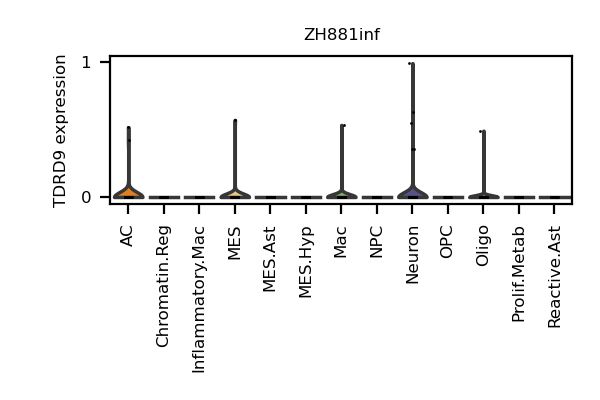 ZH881inf
TDRD9 expression
1
0
AC
Chromatin.Reg
Inflammatory.Mac
MES
MES.Ast
MES.Hyp
Mac
NPC
Neuron
OPC
Oligo
Prolif.Metab
Reactive.Ast